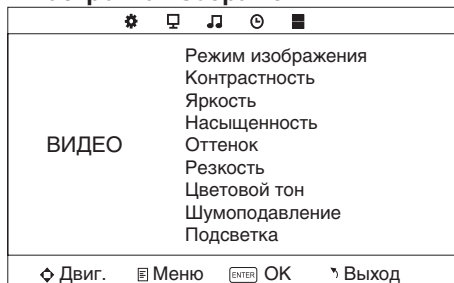 ВИДЕО
Режим изображения
Контрастность
Яркость
Насыщенность
Оттенок
Резкость
Цветовой тон
Шумоподавление
Подсветка
Двиг. Меню ENTER OK Выход